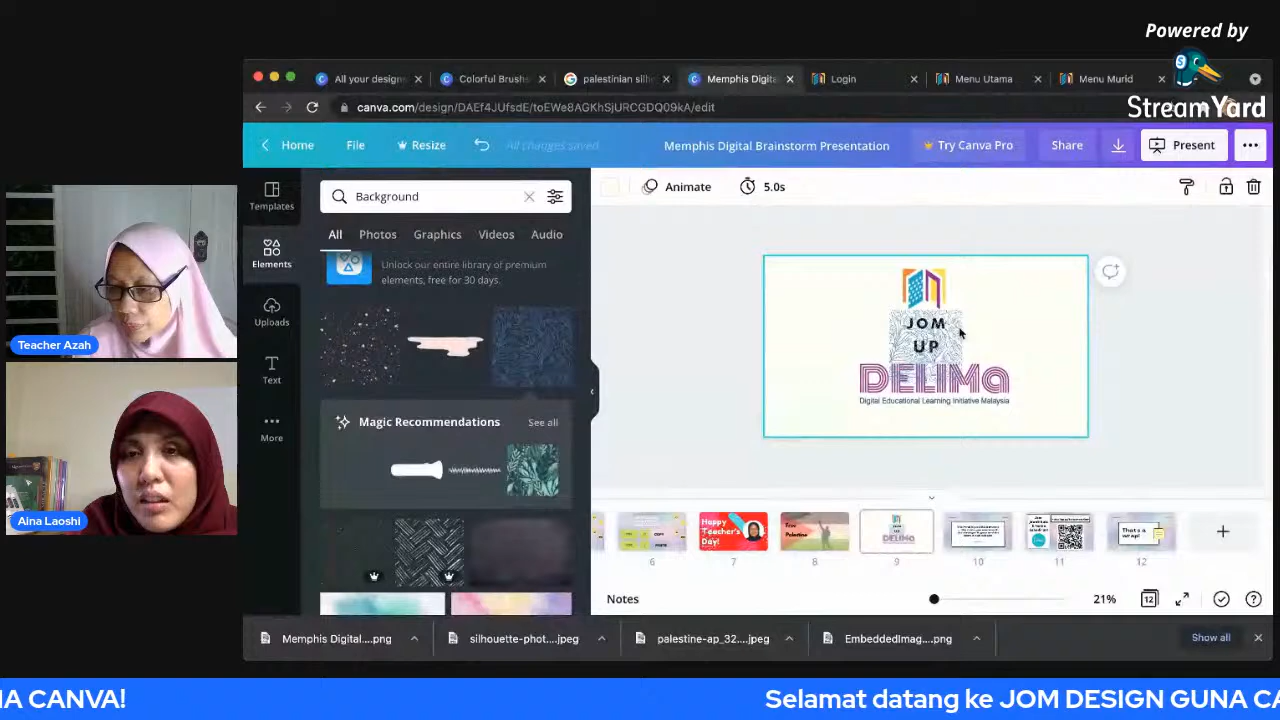 Powered by
StreamYard
All your design
Colorful Brush
palestinian silh
Memphis Digita
Login
Menu Utama
Menu Murid
canva.com/design/DAEf4JUfsdE/toEWe8AGKhSjURCGDQ09kA/edit
Home
File
Resize
All changes saved
Memphis Digital Brainstorm Presentation
Try Canva Pro
Share
Present
Templates
Elements
Uploads
Text
More
Background
All
Photos
Graphics
Videos
Audio
Unlock our entire library of premium
elements, free for 30 days.
Magic Recommendations
See all
Animate
5.0s
JOM
UP
DELIMa
Digital Educational Learning Initiative Malaysia
Happy
Teacher's
Day!
Palestine
That's a
wrap!
6
7
8
9
10
11
12
Notes
21%
12
Memphis Digital....png
silhouette-phot....jpeg
palestine-ap_32....jpeg
EmbeddedImag....png
Show all
Teacher Azah
Aina Laoshi
NA CANVA!
Selamat datang ke JOM DESIGN GUNA CA